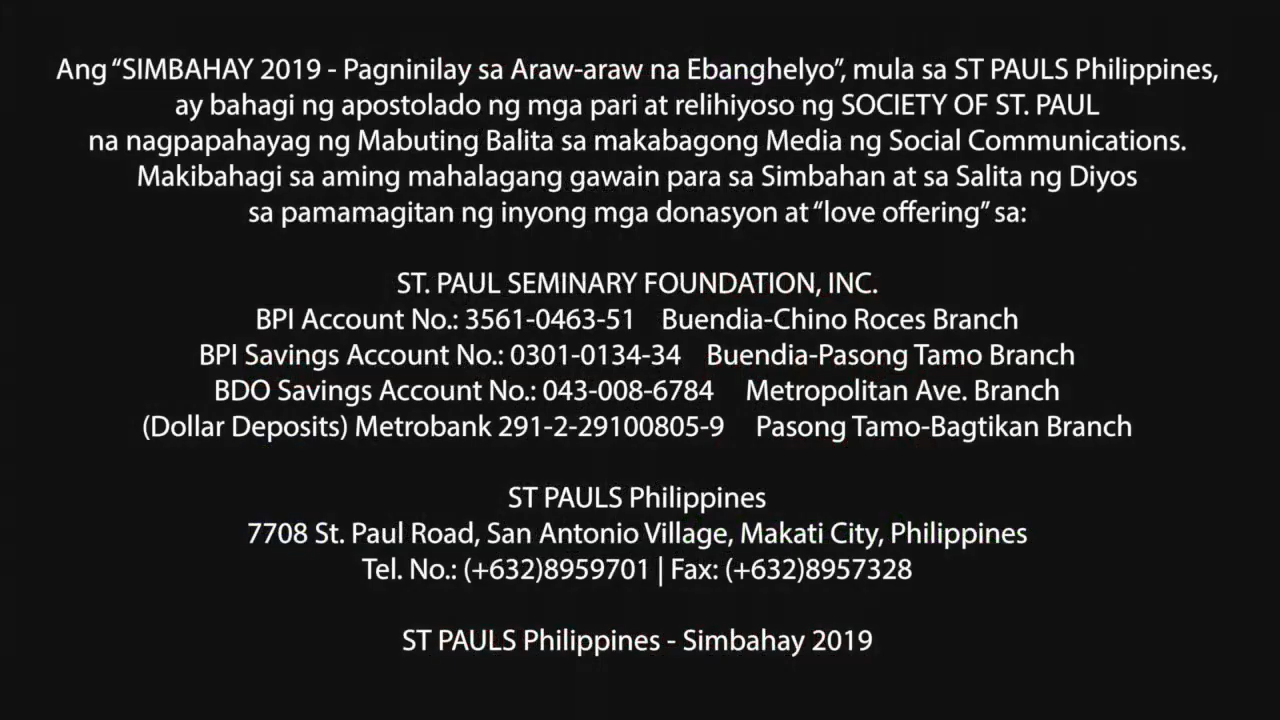 Ang “SIMBAHAY 2019 - Pagninilay sa Araw-araw na Ebanghelyo”, mula sa ST PAULS Philippines,
ay bahagi ng apostolado ng mga pari at relihiyoso ng SOCIETY OF ST. PAUL
na nagpapahayag ng Mabuting Balita sa makabagong Media ng Social Communications.
Makibahagi sa aming mahalagang gawain para sa Simbahan at sa Salita ng Diyos
sa pamamagitan ng inyong mga donasyon at “love offering” sa:
ST. PAUL SEMINARY FOUNDATION, INC.
BPI Account No.: 3561-0463-51 Buendia-Chino Roces Branch
BPI Savings Account No.: 0301-0134-34 Buendia-Pasong Tamo Branch
BDO Savings Account No.: 043-008-6784 Metropolitan Ave. Branch
(Dollar Deposits) Metrobank 291-2-29100805-9 Pasong Tamo-Bagtikan Branch
ST PAULS Philippines
7708 St. Paul Road, San Antonio Village, Makati City, Philippines
Tel. No.: (+632)8959701 | Fax: (+632)8957328
ST PAULS Philippines - Simbahay 2019